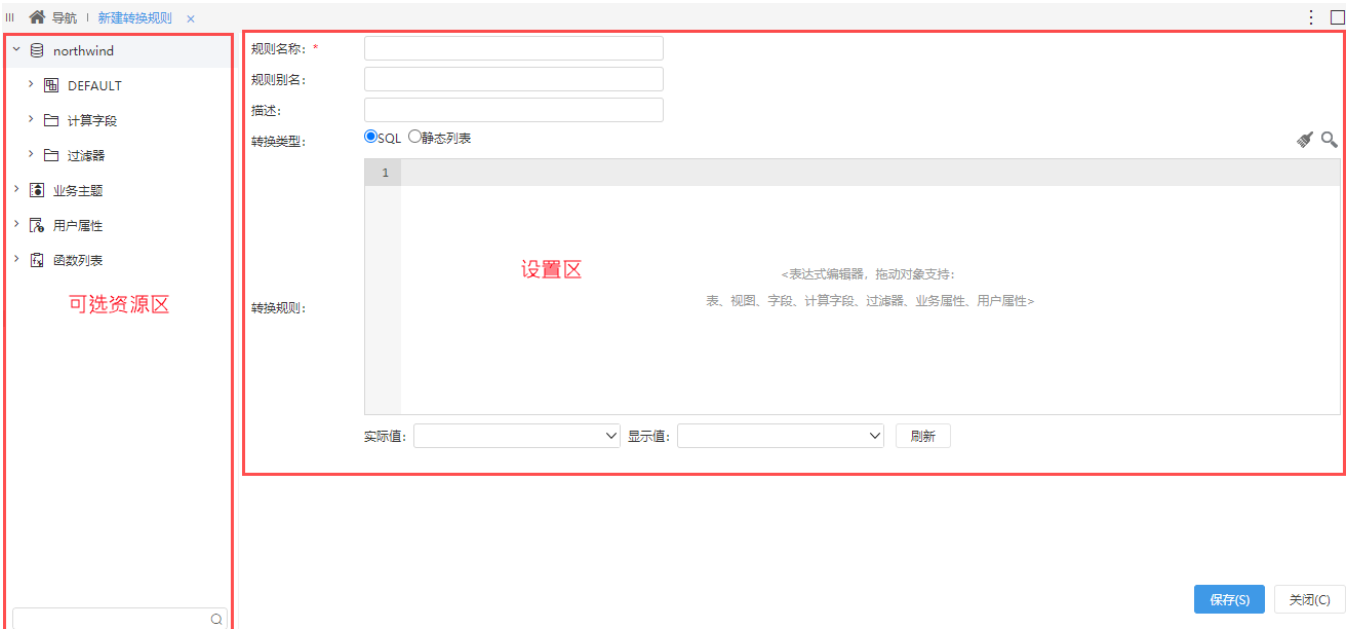 导航 新建转换规则 ×
northwind
DEFAULT
计算字段
过滤器
业务主题
用户属性
函数列表
可选资源区
规则名称: *
规则别名:
描述:
转换类型: SQL 静态列表
1
设置区
<表达式编辑器, 拖动对象支持:
表、视图、字段、计算字段、过滤器、业务属性、用户属性>
转换规则:
实际值: 显示值: 刷新
保存(S) 关闭(C)